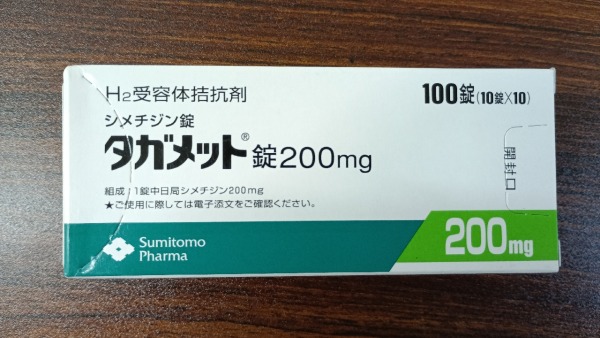 H2受容体拮抗剤
100錠(10錠×10)
シメチジン錠
タガメット®錠200mg
開封口
組成:1錠中日局シメチジン200mg
★ご使用に際しては電子添文をご確認ください。
Sumitomo
Pharma
200mg